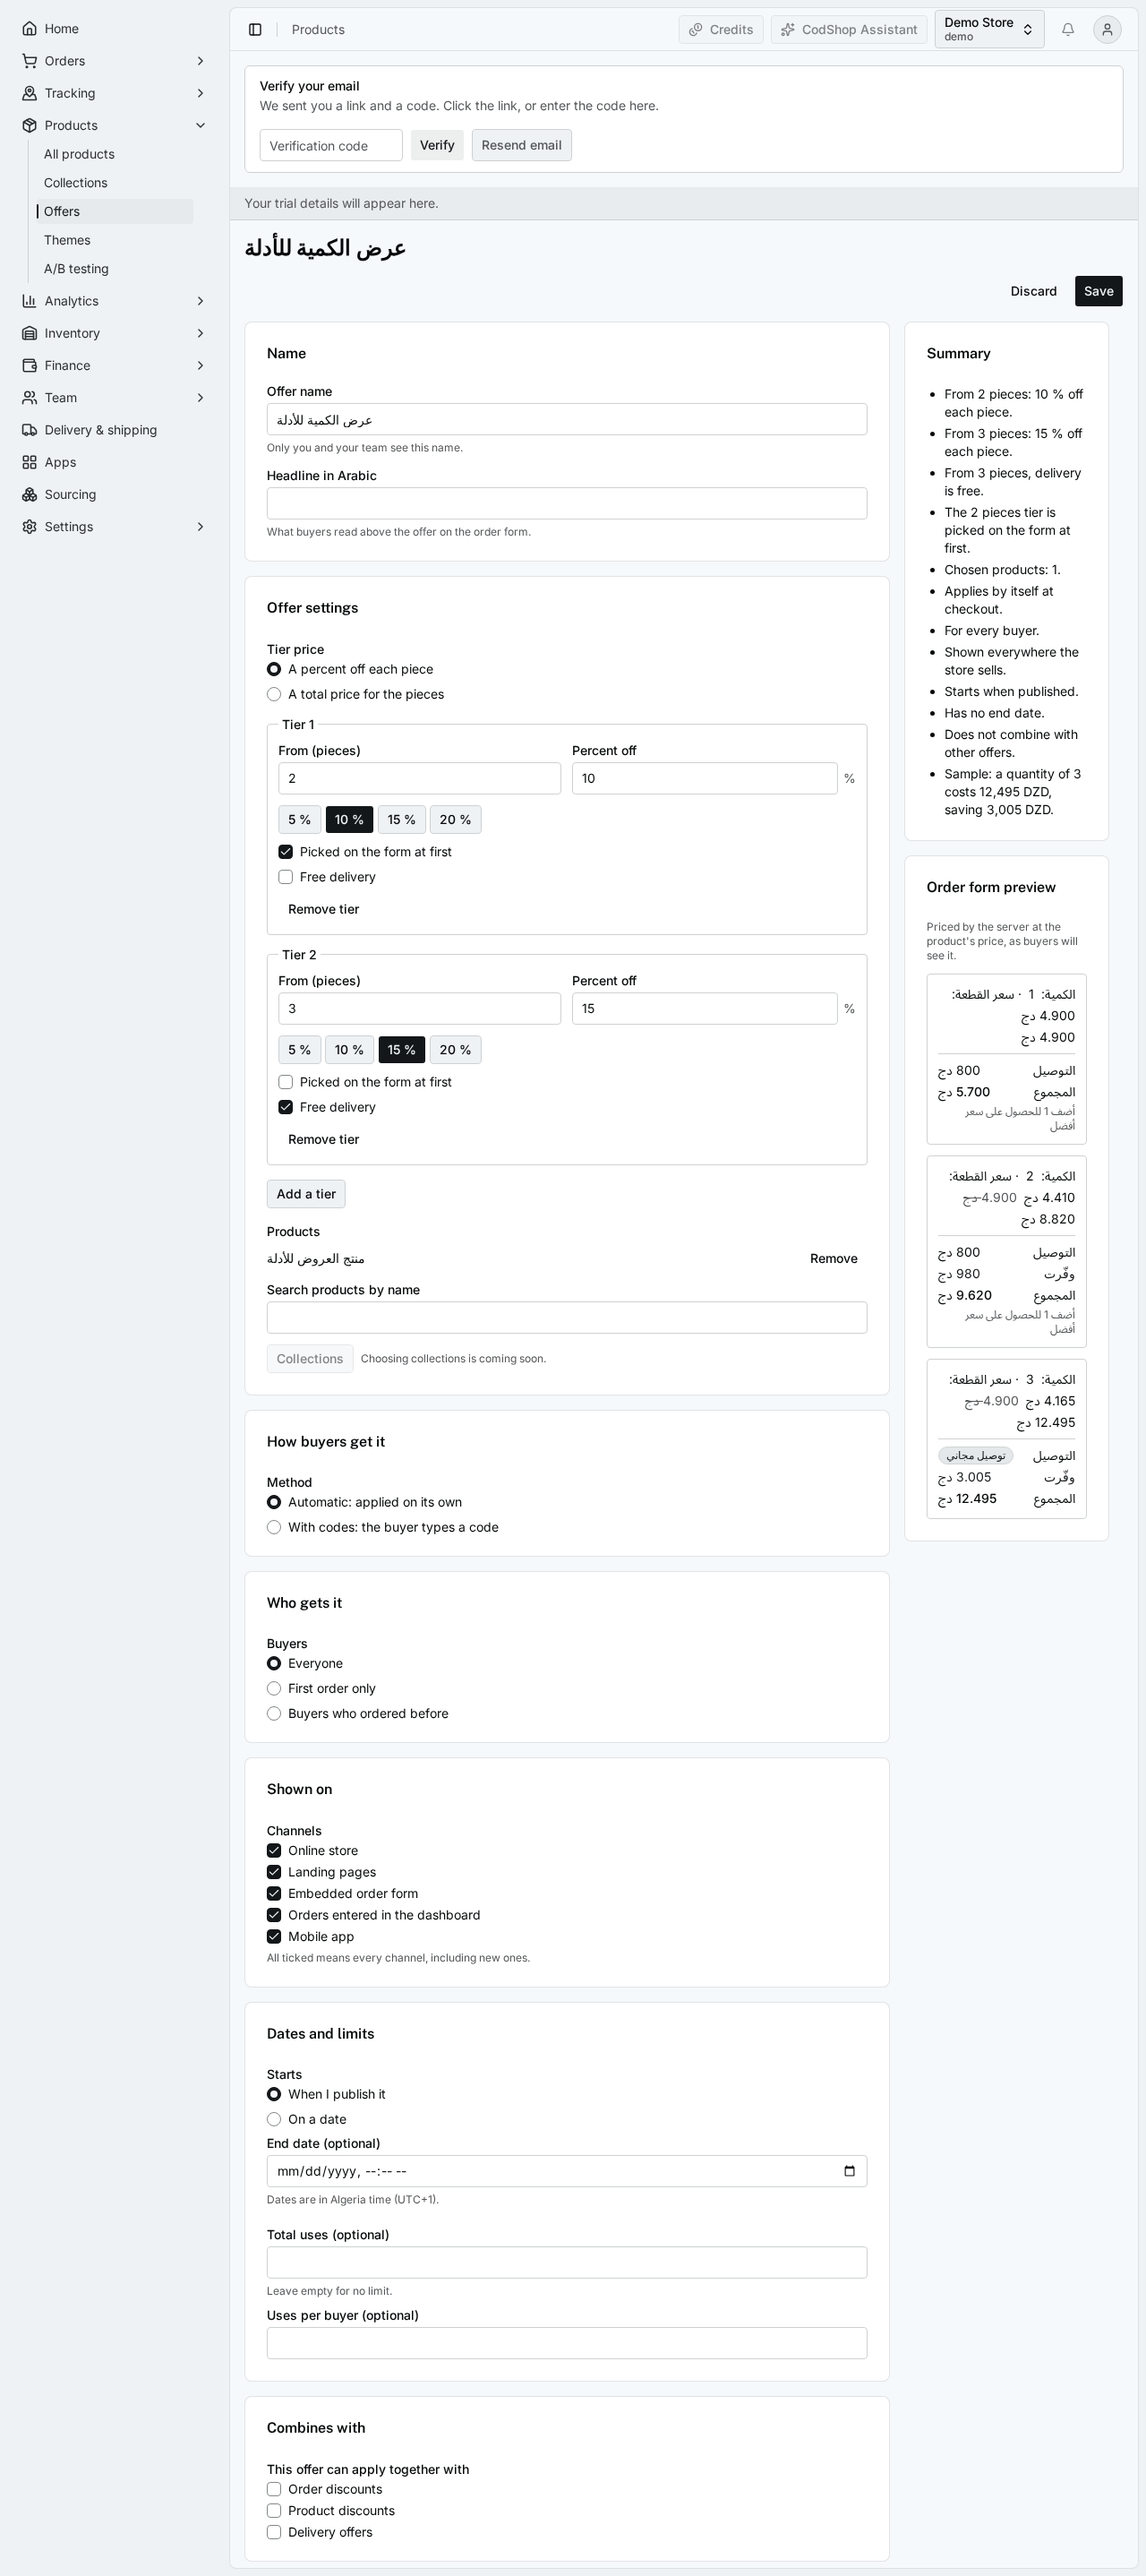 Home
Orders
Tracking
Products
All products
Collections
Offers
Themes
A/B testing
Analytics
Inventory
Finance
Team
Delivery & shipping
Apps
Sourcing
Settings
Products
Credits
CodShop Assistant
Demo Store
demo
Verify your email
We sent you a link and a code. Click the link, or enter the code here.
Verification code
Verify
Resend email
Your trial details will appear here.
عرض الكمية للأدلة
Discard
Save
Name
Offer name
عرض الكمية للأدلة
Only you and your team see this name.
Headline in Arabic
What buyers read above the offer on the order form.
Offer settings
Tier price
A percent off each piece
A total price for the pieces
Tier 1
From (pieces)
Percent off
2
10
%
5 %
10 %
15 %
20 %
Picked on the form at first
Free delivery
Remove tier
Tier 2
From (pieces)
Percent off
3
15
%
5 %
10 %
15 %
20 %
Picked on the form at first
Free delivery
Remove tier
Add a tier
Products
منتج العروض للأدلة
Remove
Search products by name
Collections
Choosing collections is coming soon.
How buyers get it
Method
Automatic: applied on its own
With codes: the buyer types a code
Who gets it
Buyers
Everyone
First order only
Buyers who ordered before
Shown on
Channels
Online store
Landing pages
Embedded order form
Orders entered in the dashboard
Mobile app
All ticked means every channel, including new ones.
Dates and limits
Starts
When I publish it
On a date
End date (optional)
mm/dd/yyyy, --:-- --
Dates are in Algeria time (UTC+1).
Total uses (optional)
Leave empty for no limit.
Uses per buyer (optional)
Combines with
This offer can apply together with
Order discounts
Product discounts
Delivery offers
Summary
From 2 pieces: 10 % off
each piece.
From 3 pieces: 15 % off
each piece.
From 3 pieces, delivery
is free.
The 2 pieces tier is
picked on the form at
first.
Chosen products: 1.
Applies by itself at
checkout.
For every buyer.
Shown everywhere the
store sells.
Starts when published.
Has no end date.
Does not combine with
other offers.
Sample: a quantity of 3
costs 12,495 DZD,
saving 3,005 DZD.
Order form preview
Priced by the server at the
product's price, as buyers will
see it.
الكمية: 1 · سعر القطعة:
4.900 دج
4.900 دج
التوصيل 800 دج
المجموع 5.700 دج
أضف 1 للحصول على سعر
أفضل
الكمية: 2 · سعر القطعة:
4.410 دج 4.900 دج
8.820 دج
التوصيل 800 دج
وفّرت 980 دج
المجموع 9.620 دج
أضف 1 للحصول على سعر
أفضل
الكمية: 3 · سعر القطعة:
4.165 دج 4.900 دج
12.495 دج
التوصيل توصيل مجاني
وفّرت 3.005 دج
المجموع 12.495 دج